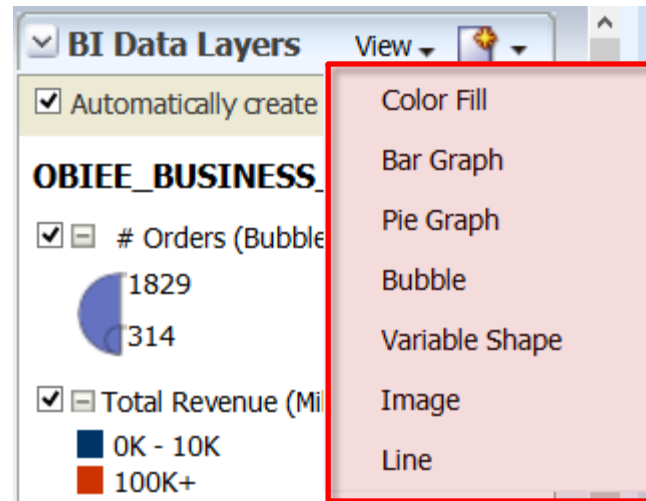 BI Data Layers View
Automatically create
OBIEE_BUSINESS_
# Orders (Bubble
1829
314
Total Revenue (Mil
0K - 10K
100K+
Color Fill
Bar Graph
Pie Graph
Bubble
Variable Shape
Image
Line